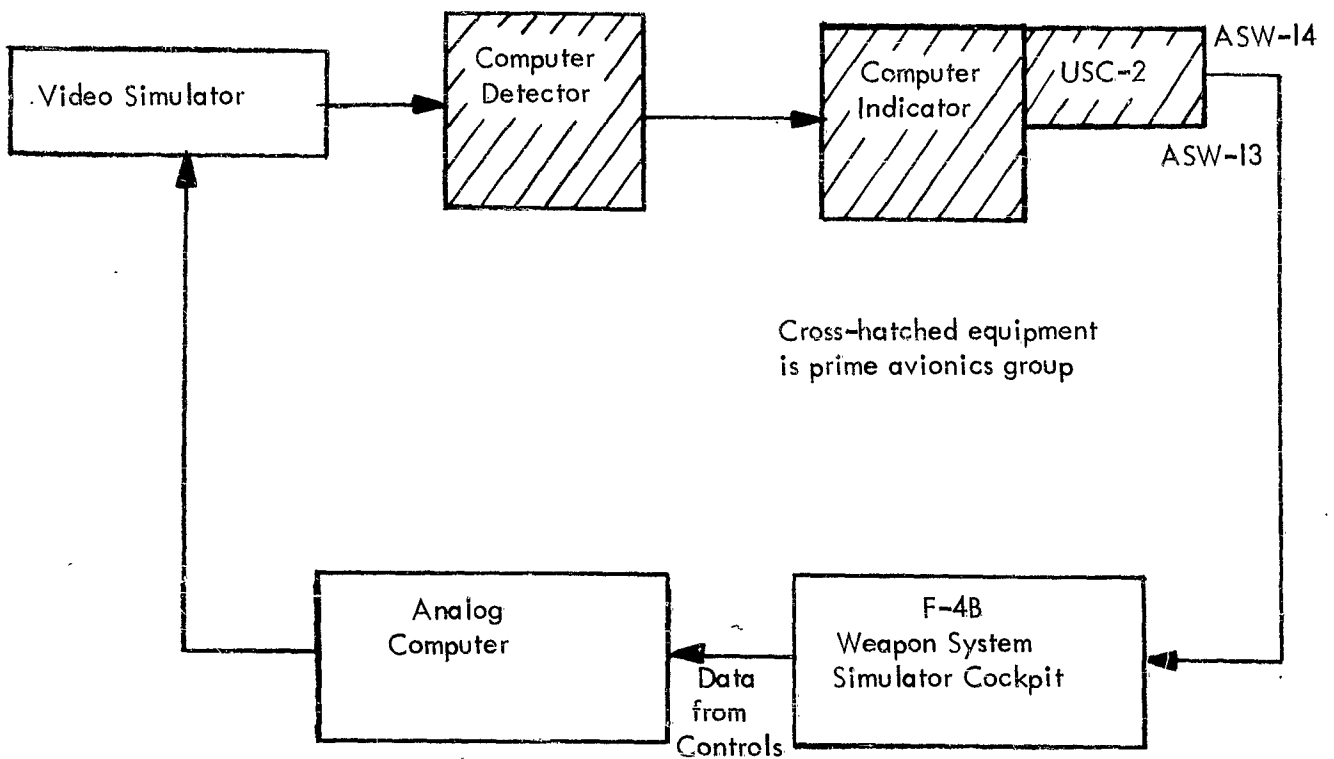 Video Simulator
Computer
Detector
Computer
Indicator
USC-2
ASW-14
ASW-13
Cross-hatched equipment
is prime avionics group
Analog
Computer
Data
from
Controls
F-4B
Weapon System
Simulator Cockpit